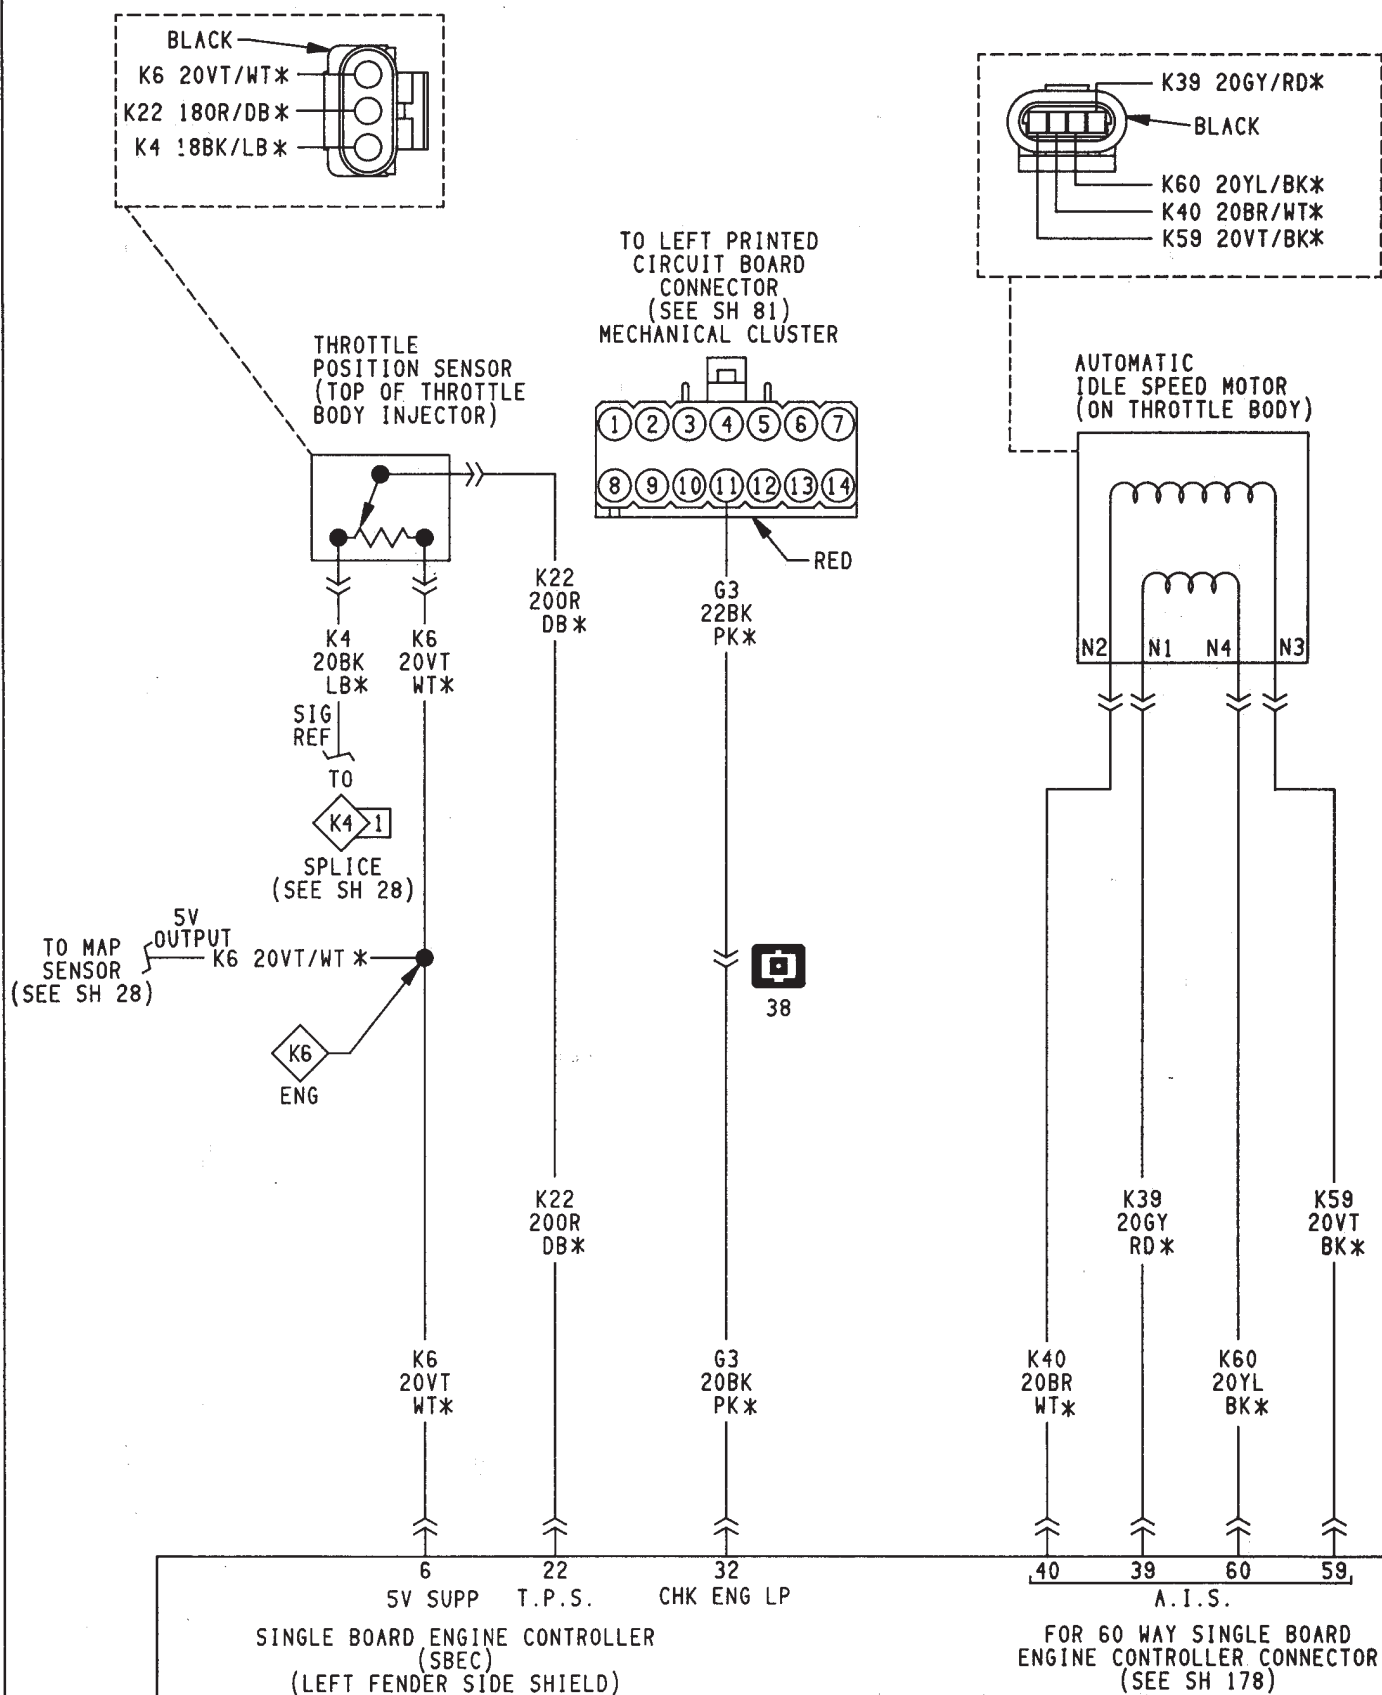 BLACK
K6 20VT/WT*
K22 18OR/DB*
K4 18BK/LB*
K39 20GY/RD*
BLACK
K60 20YL/BK*
K40 20BR/WT*
K59 20VT/BK*
TO LEFT PRINTED
CIRCUIT BOARD
CONNECTOR
(SEE SH 81)
MECHANICAL CLUSTER
THROTTLE
POSITION SENSOR
(TOP OF THROTTLE
BODY INJECTOR)
AUTOMATIC
IDLE SPEED MOTOR
(ON THROTTLE BODY)
1 2 3 4 5 6 7
8 9 10 11 12 13 14
RED
K22
20OR
DB*
G3
22BK
PK*
K4
20BK
LB*
K6
20VT
WT*
N2 N1 N4 N3
SIG
REF
TO
K4 1
SPLICE
(SEE SH 28)
5V
OUTPUT
TO MAP
SENSOR
(SEE SH 28)
K6 20VT/WT *
38
K6
ENG
K22
20OR
DB*
K39
20GY
RD*
K59
20VT
BK*
K6
20VT
WT*
G3
20BK
PK*
K40
20BR
WT*
K60
20YL
BK*
6 22 32 40 39 60 59
5V SUPP T.P.S. CHK ENG LP A.I.S.
SINGLE BOARD ENGINE CONTROLLER
(SBEC)
(LEFT FENDER SIDE SHIELD)
FOR 60 WAY SINGLE BOARD
ENGINE CONTROLLER CONNECTOR
(SEE SH 178)